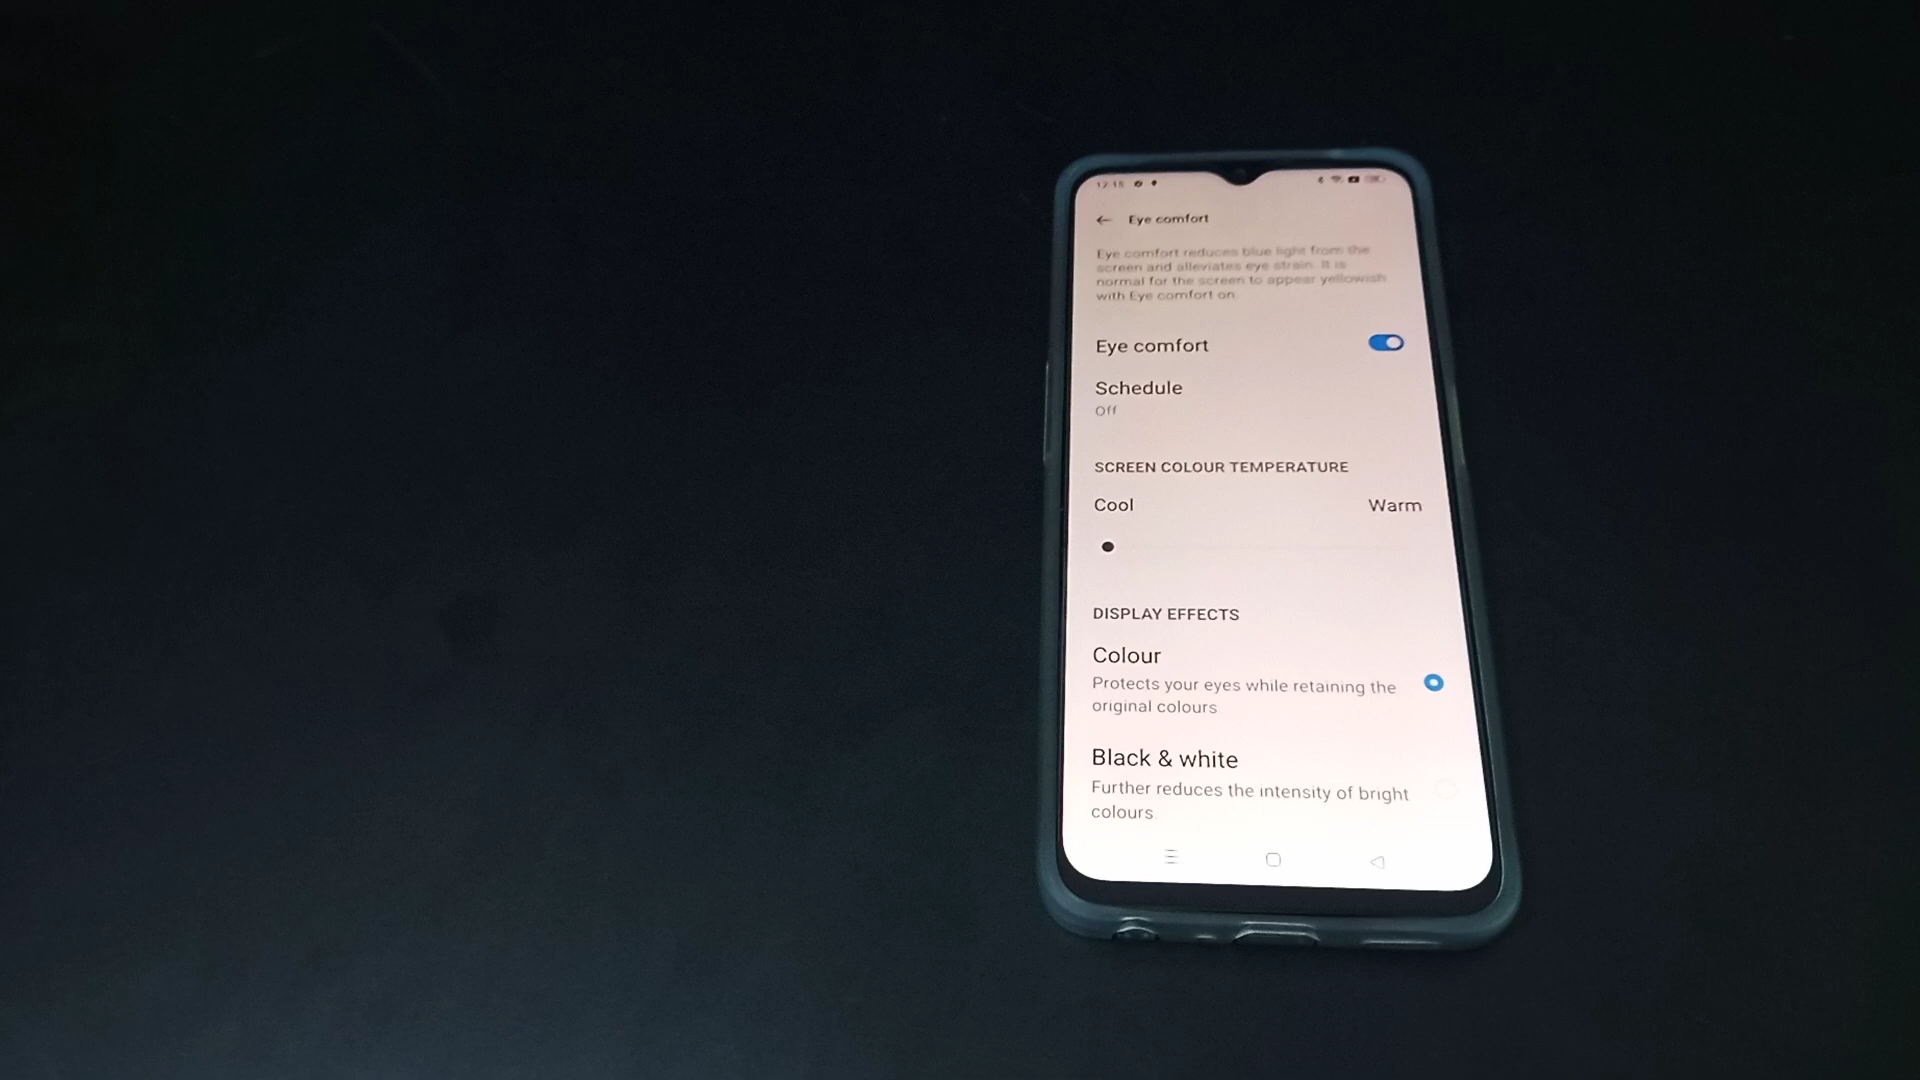 12:15
Eye comfort
Eye comfort reduces blue light from the
screen and alleviates eye strain. It is
normal for the screen to appear yellowish
with Eye comfort on.
Eye comfort
Schedule
Off
SCREEN COLOUR TEMPERATURE
Cool Warm
DISPLAY EFFECTS
Colour
Protects your eyes while retaining the
original colours
Black & white
Further reduces the intensity of bright
colours.